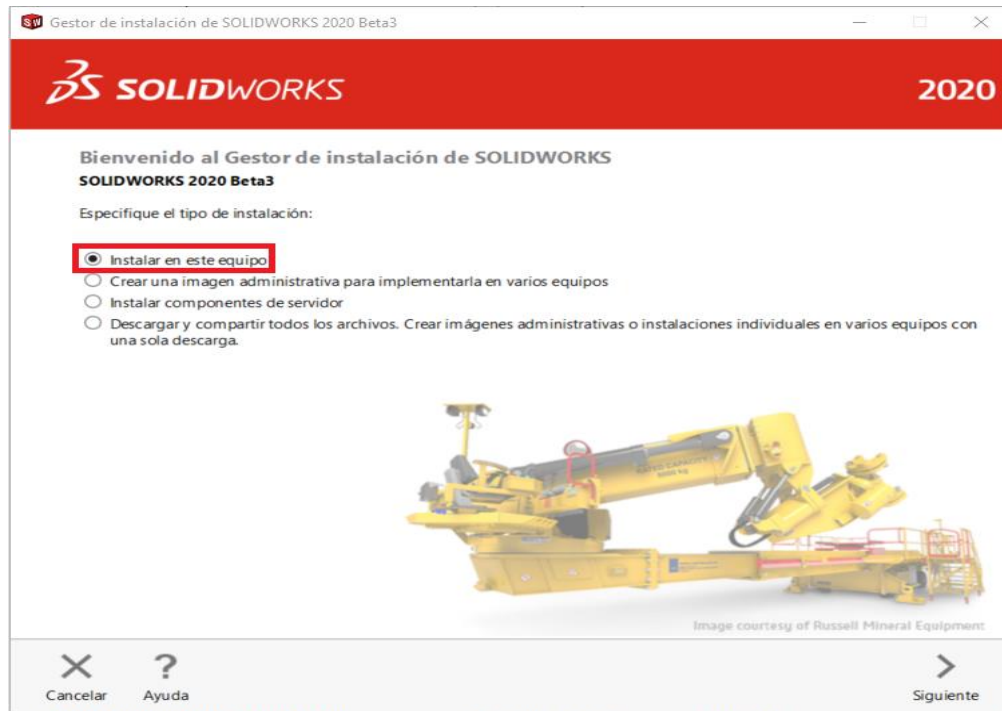 Gestor de instalación de SOLIDWORKS 2020 Beta3
SOLIDWORKS
2020
Bienvenido al Gestor de instalación de SOLIDWORKS
SOLIDWORKS 2020 Beta3
Especifique el tipo de instalación:
Instalar en este equipo
Crear una imagen administrativa para implementarla en varios equipos
Instalar componentes de servidor
Descargar y compartir todos los archivos. Crear imágenes administrativas o instalaciones individuales en varios equipos con
una sola descarga.
RATED CAPACITY
Image courtesy of Russell Mineral Equipment
Cancelar
Ayuda
Siguiente